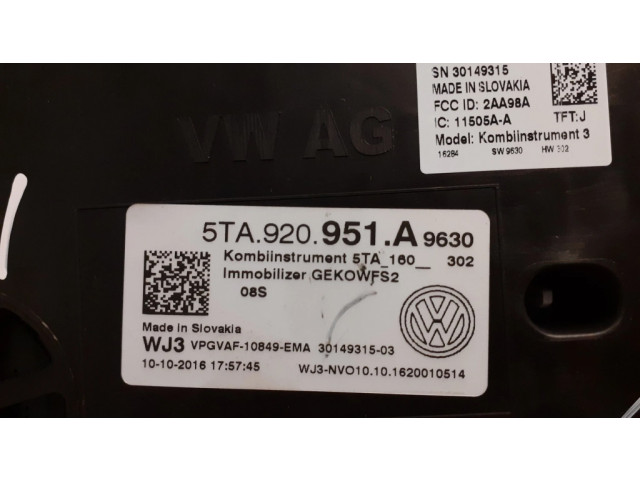 VW AG
SN 30149315
MADE IN SLOVAKIA
FCC ID: 2AA98A
IC: 11505A-A TFT:J
Model: Kombiinstrument 3
16284 SW 9630 HW 302
5TA.920.951.A 9630
Kombiinstrument 5TA_160__ 302
Immobilizer GEKOWFS2
08S
Made in Slovakia
WJ3 VPGVAF-10849-EMA 30149315-03
10-10-2016 17:57:45 WJ3-NVO10.10.1620010514